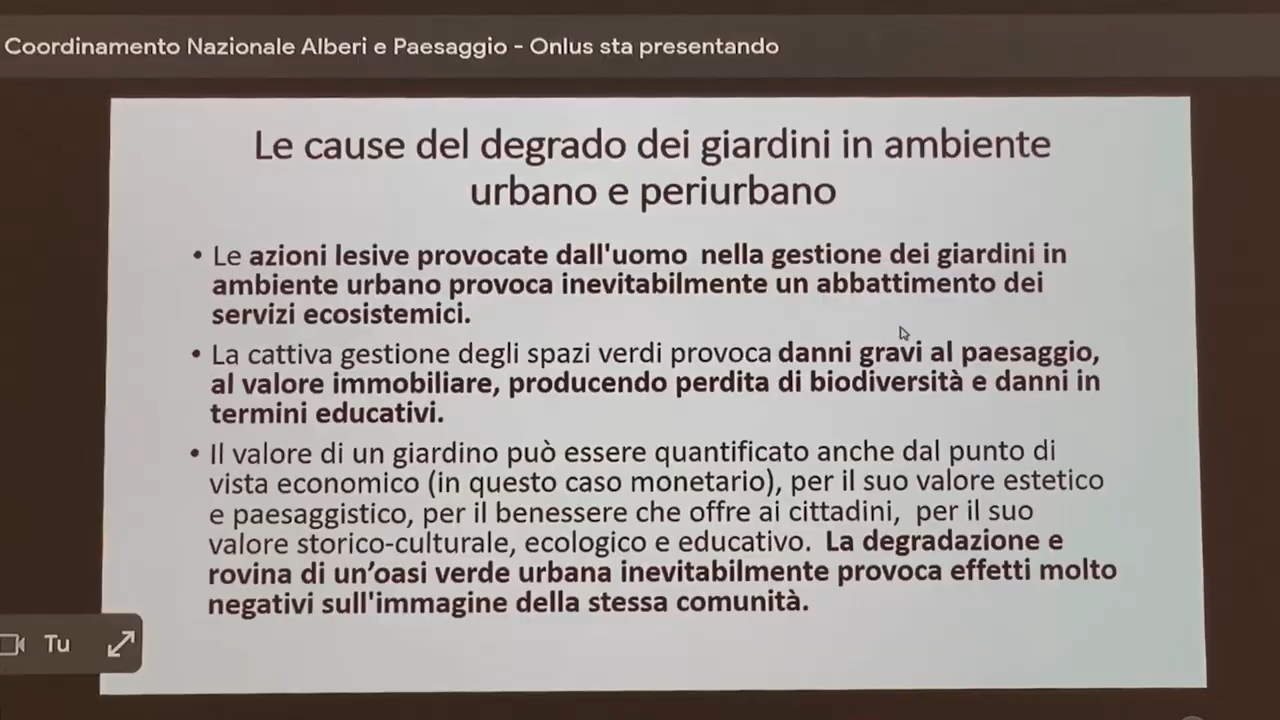 Coordinamento Nazionale Alberi e Paesaggio - Onlus sta presentando
Le cause del degrado dei giardini in ambiente
urbano e periurbano
• Le azioni lesive provocate dall'uomo nella gestione dei giardini in
ambiente urbano provoca inevitabilmente un abbattimento dei
servizi ecosistemici.
• La cattiva gestione degli spazi verdi provoca danni gravi al paesaggio,
al valore immobiliare, producendo perdita di biodiversità e danni in
termini educativi.
• Il valore di un giardino può essere quantificato anche dal punto di
vista economico (in questo caso monetario), per il suo valore estetico
e paesaggistico, per il benessere che offre ai cittadini, per il suo
valore storico-culturale, ecologico e educativo. La degradazione e
rovina di un’oasi verde urbana inevitabilmente provoca effetti molto
negativi sull'immagine della stessa comunità.
Tu